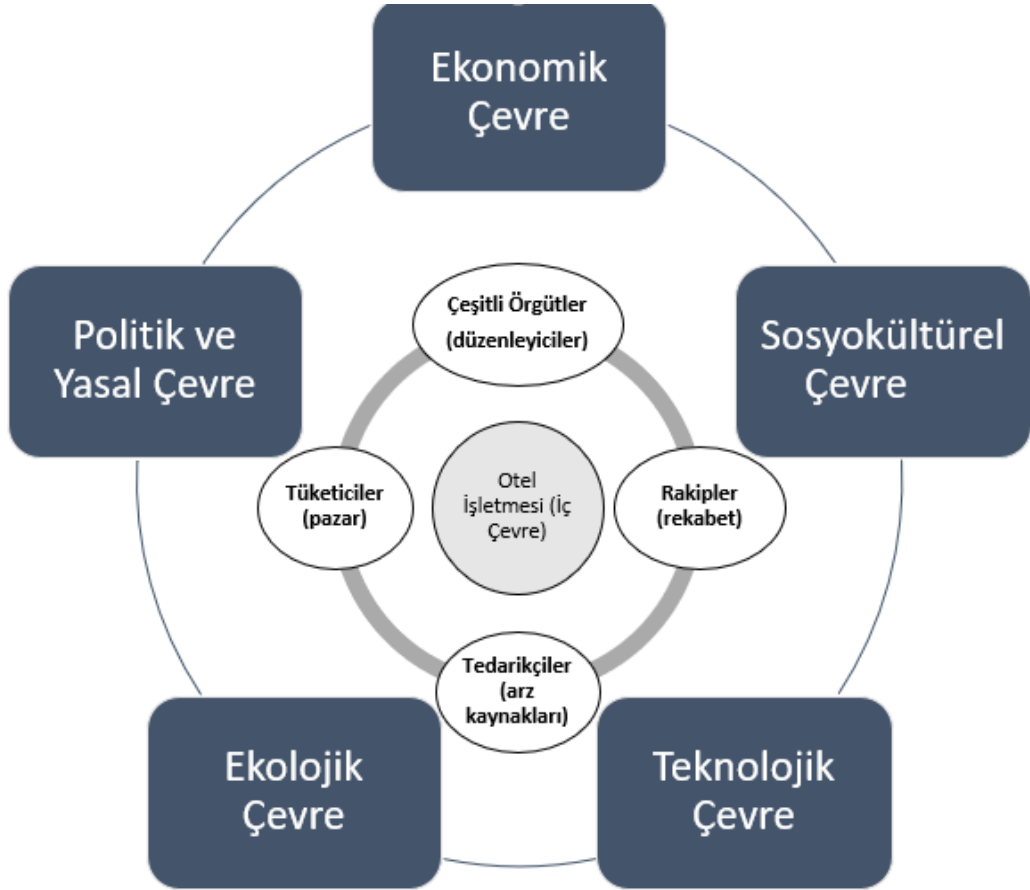 Ekonomik
Çevre
Politik ve
Yasal Çevre
Sosyokültürel
Çevre
Çeşitli Örgütler
(düzenleyiciler)
Tüketiciler
(pazar)
Otel
İşletmesi (İç
Çevre)
Rakipler
(rekabet)
Tedarikçiler
(arz
kaynakları)
Ekolojik
Çevre
Teknolojik
Çevre